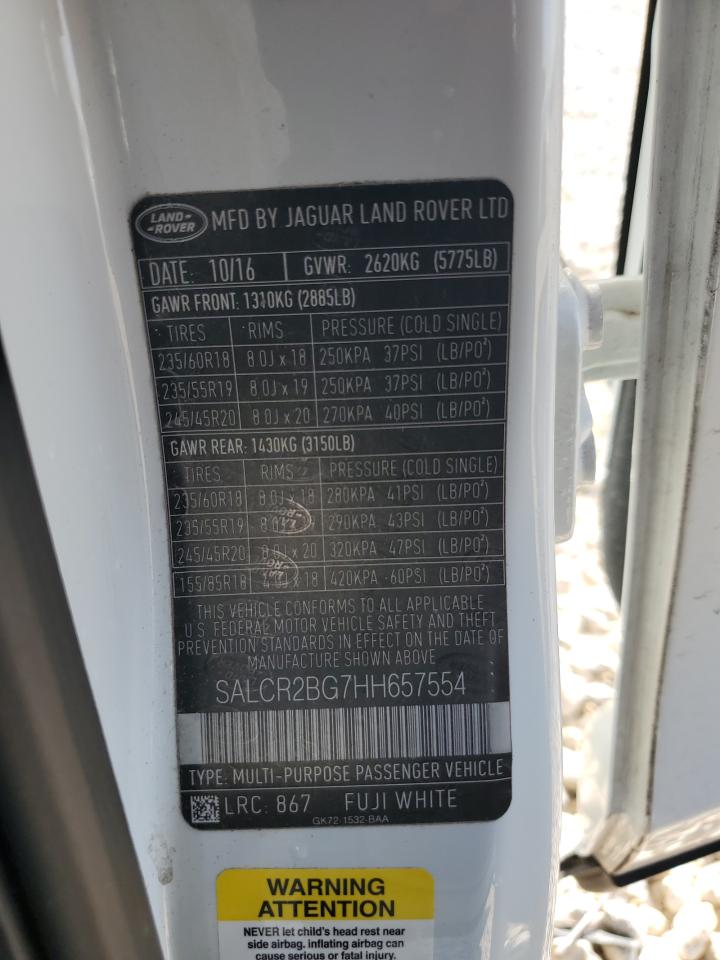 LAND-
-ROVER
MFD BY JAGUAR LAND ROVER LTD
DATE: 10/16 GVWR: 2620KG (5775LB)
GAWR FRONT: 1310KG (2885LB)
TIRES RIMS PRESSURE (COLD SINGLE)
235/60R18 8.0J x 18 250KPA 37PSI (LB/PO²)
235/55R19 8.0J x 19 250KPA 37PSI (LB/PO²)
245/45R20 8.0J x 20 270KPA 40PSI (LB/PO²)
GAWR REAR: 1430KG (3150LB)
TIRES RIMS PRESSURE (COLD SINGLE)
235/60R18 8.0J x 18 280KPA 41PSI (LB/PO²)
235/55R19 290KPA 43PSI (LB/PO²)
245/45R20 x 20 320KPA 47PSI (LB/PO²)
155/85R18 x 18 420KPA 60PSI (LB/PO²)
THIS VEHICLE CONFORMS TO ALL APPLICABLE
U.S. FEDERAL MOTOR VEHICLE SAFETY AND THEFT
PREVENTION STANDARDS IN EFFECT ON THE DATE OF
MANUFACTURE SHOWN ABOVE
SALCR2BG7HH657554
TYPE: MULTI-PURPOSE PASSENGER VEHICLE
LRC: 867 FUJI WHITE
GK72-1532-BAA
WARNING
ATTENTION
NEVER let child's head rest near
side airbag. inflating airbag can
cause serious or fatal injury.